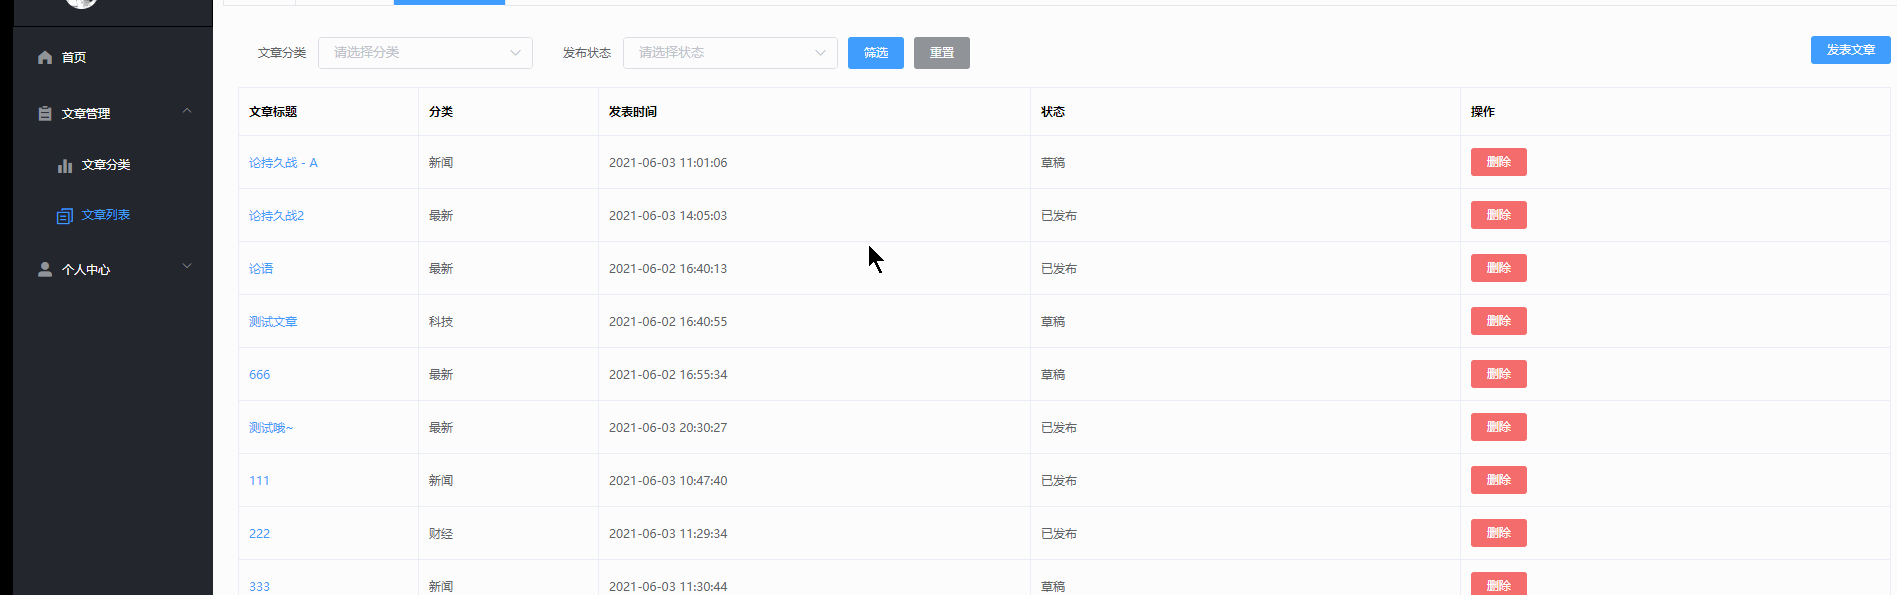 首页
文章管理
文章分类
文章列表
个人中心
文章分类 请选择分类 发布状态 请选择状态 筛选 重置 发表文章
文章标题 分类 发表时间 状态 操作
论持久战 - A 新闻 2021-06-03 11:01:06 草稿 删除
论持久战2 最新 2021-06-03 14:05:03 已发布 删除
论语 最新 2021-06-02 16:40:13 已发布 删除
测试文章 科技 2021-06-02 16:40:55 草稿 删除
666 最新 2021-06-02 16:55:34 草稿 删除
测试哦~ 最新 2021-06-03 20:30:27 已发布 删除
111 新闻 2021-06-03 10:47:40 已发布 删除
222 财经 2021-06-03 11:29:34 已发布 删除
333 新闻 2021-06-03 11:30:44 草稿 删除